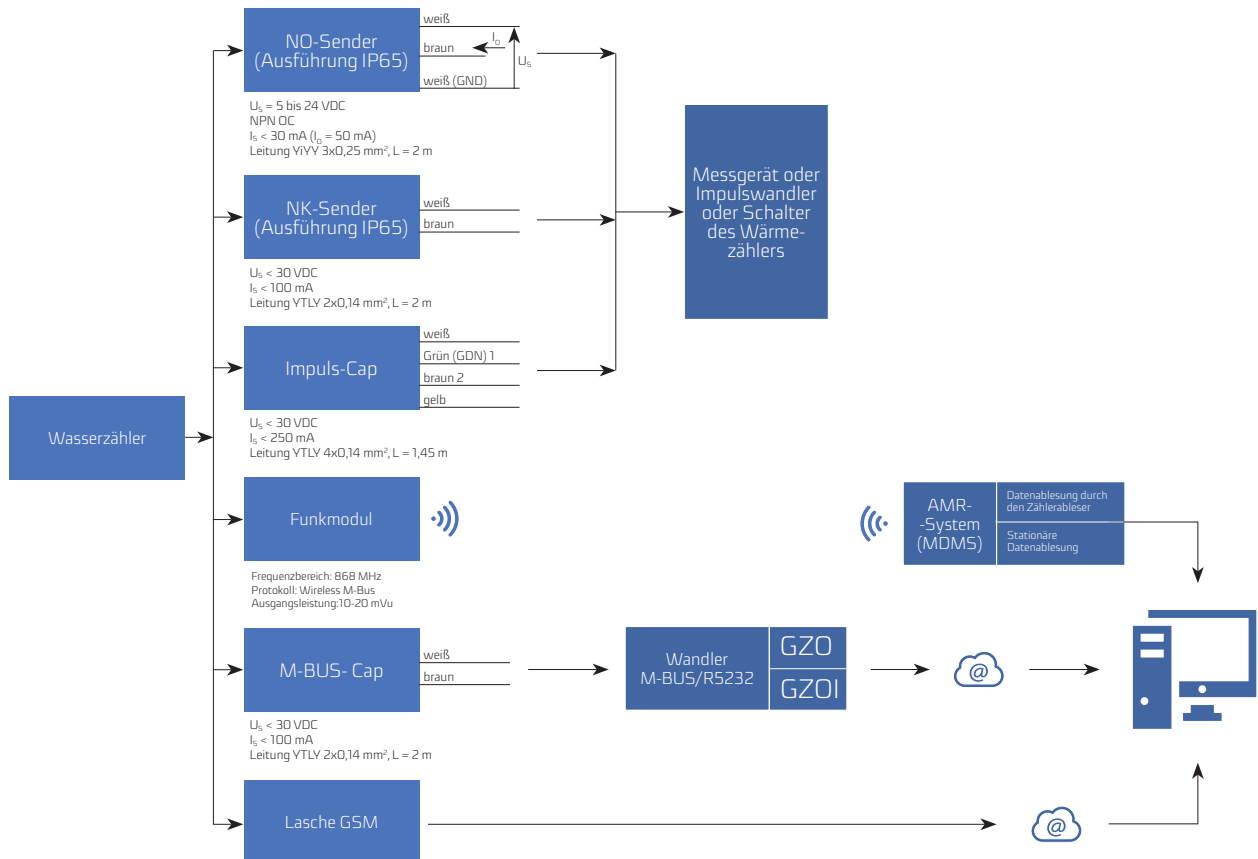 weiß
NO-Sender
(Ausführung IP65)
I₀
braun
Uₛ
weiß (GND)
Uₛ = 5 bis 24 VDC
NPN OC
Iₛ < 30 mA (I₀ = 50 mA)
Leitung YiYY 3x0,25 mm², L = 2 m
NK-Sender
(Ausführung IP65)
weiß
braun
Uₛ < 30 VDC
Iₛ < 100 mA
Leitung YTLY 2x0,14 mm², L = 2 m
Messgerät oder
Impulswandler
oder Schalter
des Wärme-
zählers
weiß
Impuls-Cap
Grün (GDN) 1
braun 2
gelb
Uₛ < 30 VDC
Iₛ < 250 mA
Leitung YTLY 4x0,14 mm², L = 1,45 m
Wasserzähler
Funkmodul
Frequenzbereich: 868 MHz
Protokoll: Wireless M-Bus
Ausgangsleistung:10-20 mVu
AMR-
-System
(MDMS)
Datenablesung durch
den Zählerableser
Stationäre
Datenablesung
M-BUS- Cap
weiß
braun
Uₛ < 30 VDC
Iₛ < 100 mA
Leitung YTLY 2x0,14 mm², L = 2 m
Wandler
M-BUS/R5232
GZO
GZOI
@
Lasche GSM
@